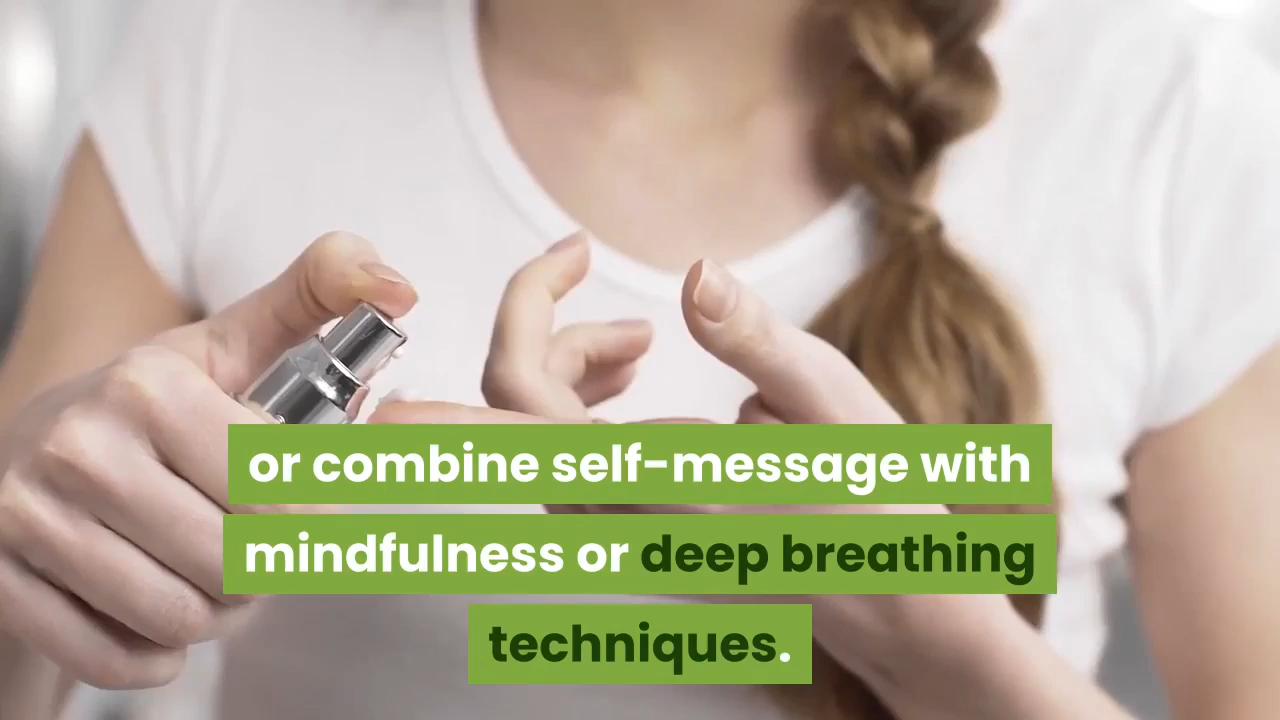 or combine self-message with
mindfulness or deep breathing
techniques.